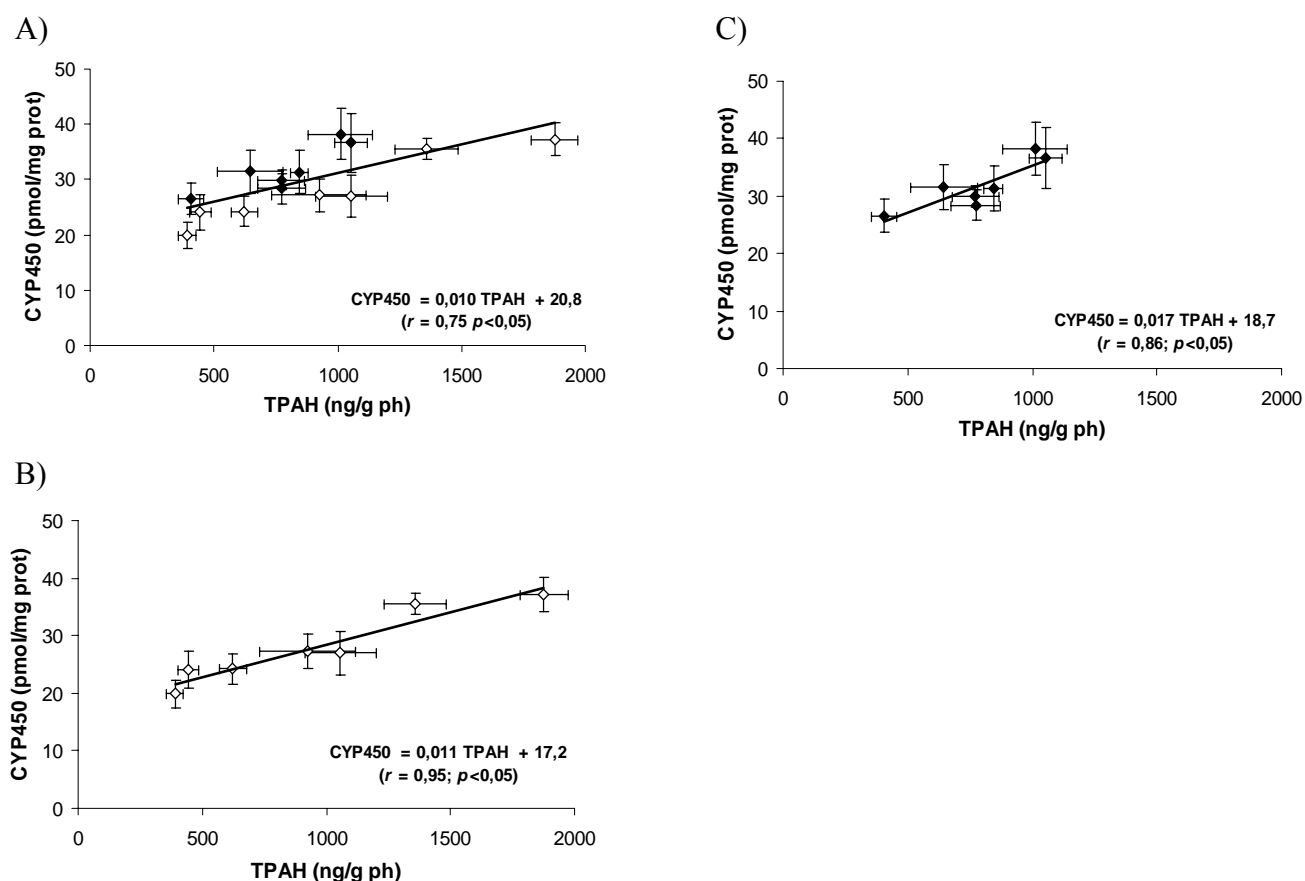 A)
50
40
30
20
10
0
CYP450 (pmol/mg prot)
CYP450 = 0,010 TPAH + 20,8
(r = 0,75 p<0,05)
0 500 1000 1500 2000
TPAH (ng/g ph)
C)
50
40
30
20
10
0
CYP450 (pmol/mg prot)
CYP450 = 0,017 TPAH + 18,7
(r = 0,86; p<0,05)
0 500 1000 1500 2000
TPAH (ng/g ph)
B)
50
40
30
20
10
0
CYP450 (pmol/mg prot)
CYP450 = 0,011 TPAH + 17,2
(r = 0,95; p<0,05)
0 500 1000 1500 2000
TPAH (ng/g ph)